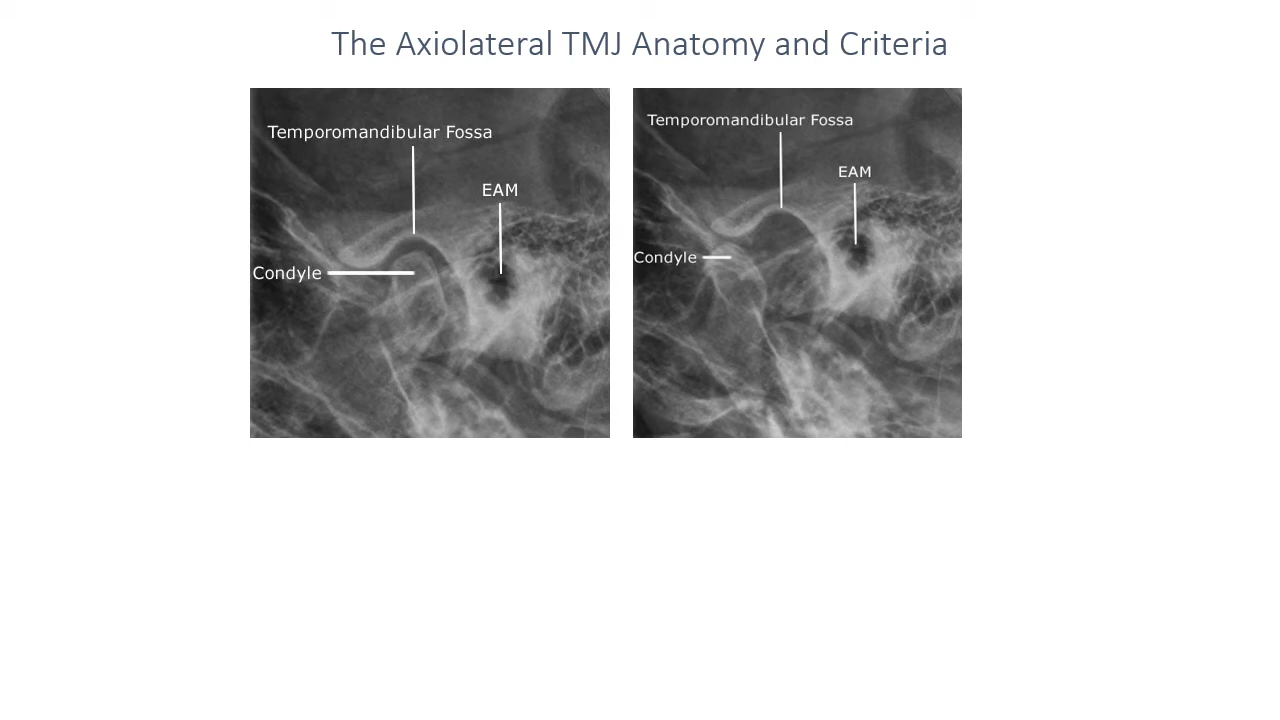 The Axiolateral TMJ Anatomy and Criteria
Temporomandibular Fossa
EAM
Condyle
Temporomandibular Fossa
EAM
Condyle